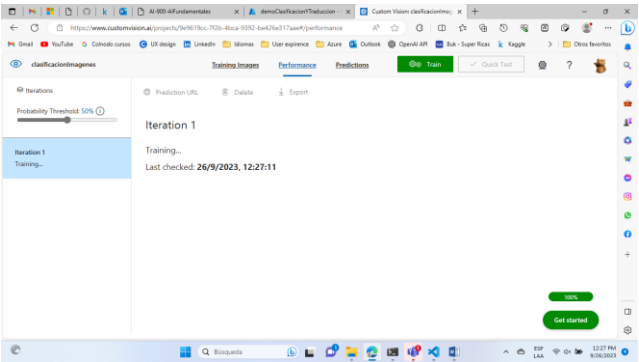 AI-900-AIFundamentales
demoClasificacionYTraduccion -
Custom Vision: clasificacionImag
https://www.customvision.ai/projects/9e9619cc-7f2b-4bca-9392-be426e317aee#/performance
Gmail YouTube Colnodo cursos UX design LinkedIn Idiomas User expirence Azure Outlook OpenAI API Buk - Super Ricas Kaggle Otros favoritos
clasificacionImagenes Training Images Performance Predictions Train Quick Test ?
Iterations
Prediction URL Delete Export
Probability Threshold: 50%
Iteration 1
Iteration 1
Training...
Training...
Last checked: 26/9/2023, 12:27:11
100%
Get started
Búsqueda
ESP
LAA
12:27 PM
9/26/2023